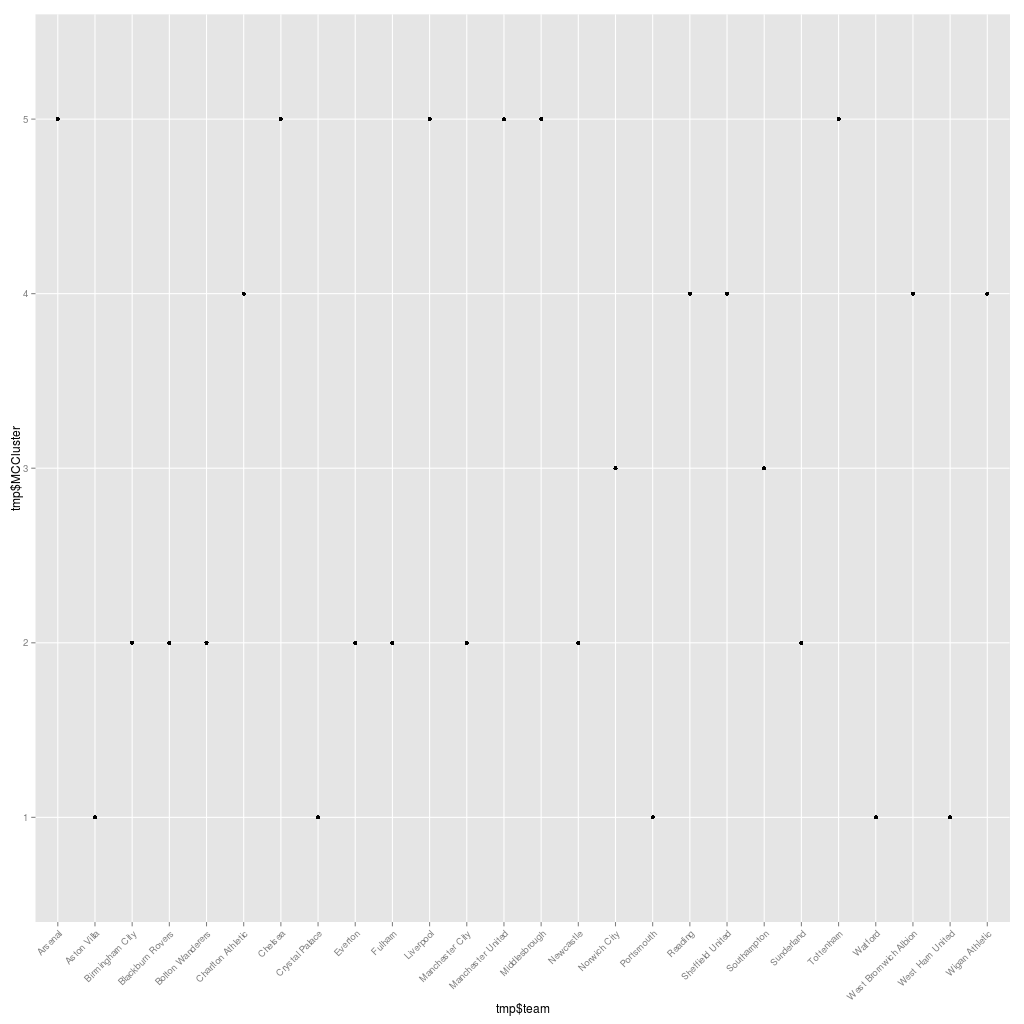 tmp$MCCluster
5
4
3
2
1
Arsenal
Aston Villa
Birmingham City
Blackburn Rovers
Bolton Wanderers
Charlton Athletic
Chelsea
Crystal Palace
Everton
Fulham
Liverpool
Manchester City
Manchester United
Middlesbrough
Newcastle
Norwich City
Portsmouth
Reading
Sheffield United
Southampton
Sunderland
Tottenham
Watford
West Bromwich Albion
West Ham United
Wigan Athletic
tmp$team